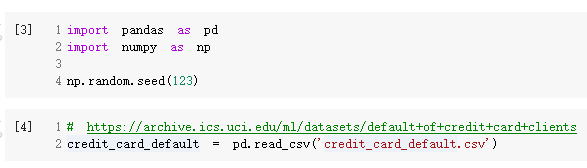 [3] 1 import pandas as pd
2 import numpy as np
3
4 np.random.seed(123)
[4] 1 # https://archive.ics.uci.edu/ml/datasets/default+of+credit+card+clients
2 credit_card_default = pd.read_csv('credit_card_default.csv')